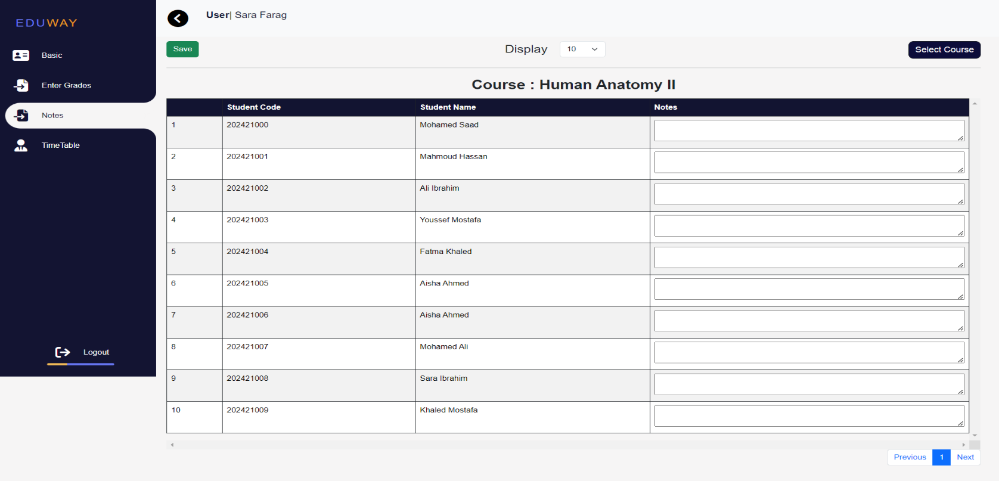 EDUWAY
Basic
Enter Grades
Notes
TimeTable
Logout
User| Sara Farag
Save
Display 10
Select Course
Course : Human Anatomy II
Student Code Student Name Notes
1 202421000 Mohamed Saad
2 202421001 Mahmoud Hassan
3 202421002 Ali Ibrahim
4 202421003 Youssef Mostafa
5 202421004 Fatma Khaled
6 202421005 Aisha Ahmed
7 202421006 Aisha Ahmed
8 202421007 Mohamed Ali
9 202421008 Sara Ibrahim
10 202421009 Khaled Mostafa
Previous 1 Next